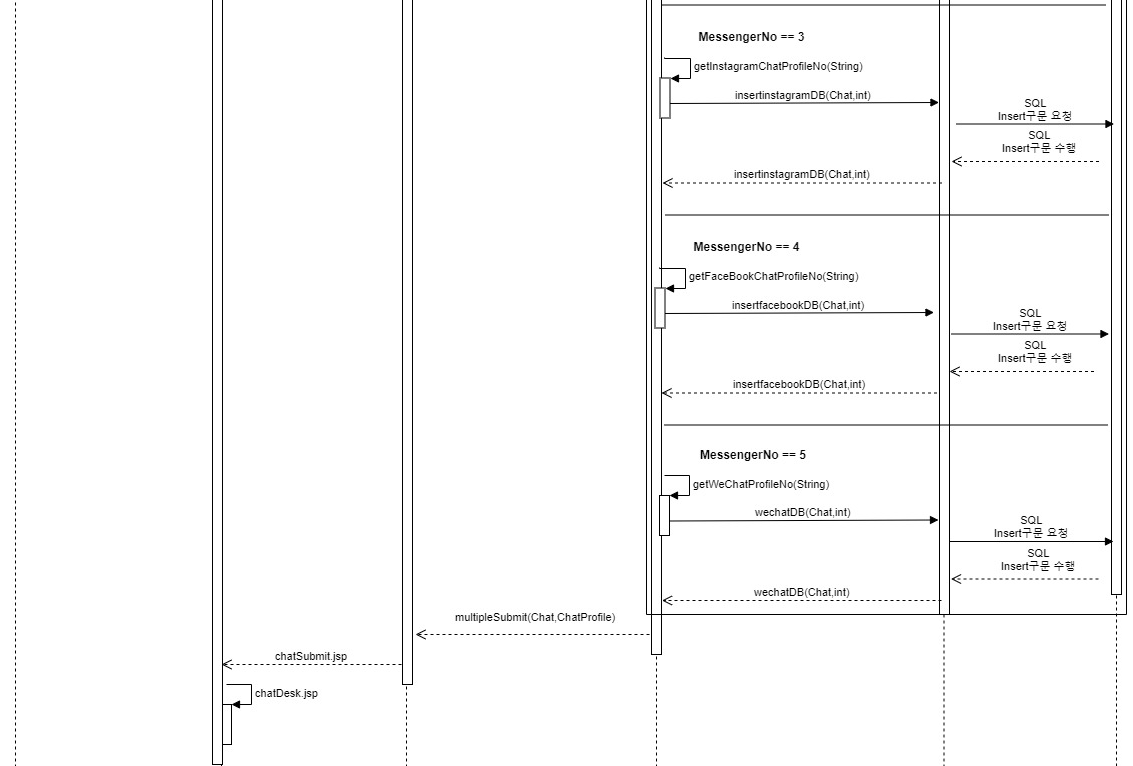 MessengerNo == 3
getInstagramChatProfileNo(String)
insertinstagramDB(Chat,int)
SQL
Insert구문 요청
SQL
Insert구문 수행
insertinstagramDB(Chat,int)
MessengerNo == 4
getFaceBookChatProfileNo(String)
insertfacebookDB(Chat,int)
SQL
Insert구문 요청
SQL
Insert구문 수행
insertfacebookDB(Chat,int)
MessengerNo == 5
getWeChatProfileNo(String)
wechatDB(Chat,int)
SQL
Insert구문 요청
SQL
Insert구문 수행
wechatDB(Chat,int)
multipleSubmit(Chat,ChatProfile)
chatSubmit.jsp
chatDesk.jsp